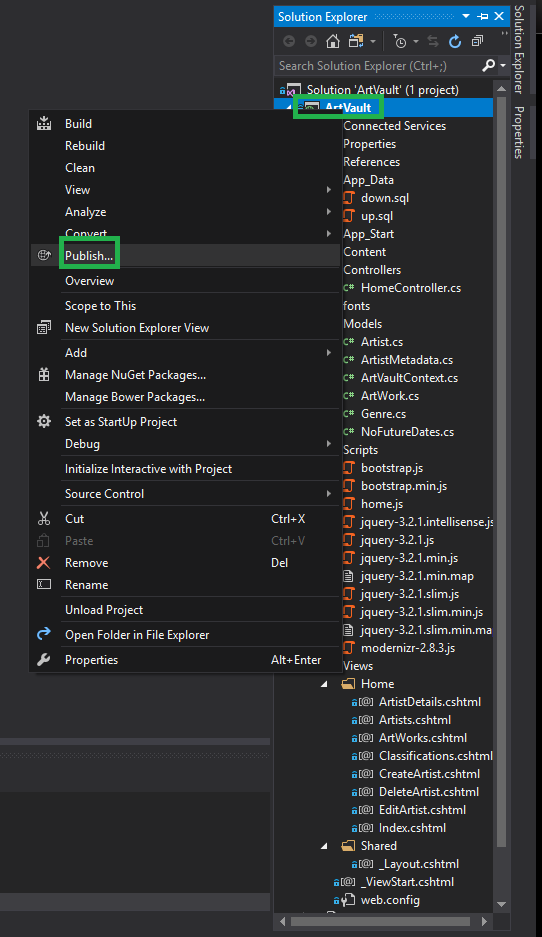 Solution Explorer
Search Solution Explorer (Ctrl+;)
Solution 'ArtVault' (1 project)
ArtVault
Connected Services
Properties
References
App_Data
down.sql
up.sql
App_Start
Content
Controllers
HomeController.cs
fonts
Models
Artist.cs
ArtistMetadata.cs
ArtVaultContext.cs
ArtWork.cs
Genre.cs
NoFutureDates.cs
Scripts
bootstrap.js
bootstrap.min.js
home.js
jquery-3.2.1.intellisense.js
jquery-3.2.1.js
jquery-3.2.1.min.js
jquery-3.2.1.min.map
jquery-3.2.1.slim.js
jquery-3.2.1.slim.min.js
jquery-3.2.1.slim.min.ma
modernizr-2.8.3.js
Views
Home
ArtistDetails.cshtml
Artists.cshtml
ArtWorks.cshtml
Classifications.cshtml
CreateArtist.cshtml
DeleteArtist.cshtml
EditArtist.cshtml
Index.cshtml
Shared
_Layout.cshtml
_ViewStart.cshtml
web.config
Build
Rebuild
Clean
View
Analyze
Convert
Publish...
Overview
Scope to This
New Solution Explorer View
Add
Manage NuGet Packages...
Manage Bower Packages...
Set as StartUp Project
Debug
Initialize Interactive with Project
Source Control
Cut Ctrl+X
Paste Ctrl+V
Remove Del
Rename
Unload Project
Open Folder in File Explorer
Properties Alt+Enter
Solution Explorer
Properties